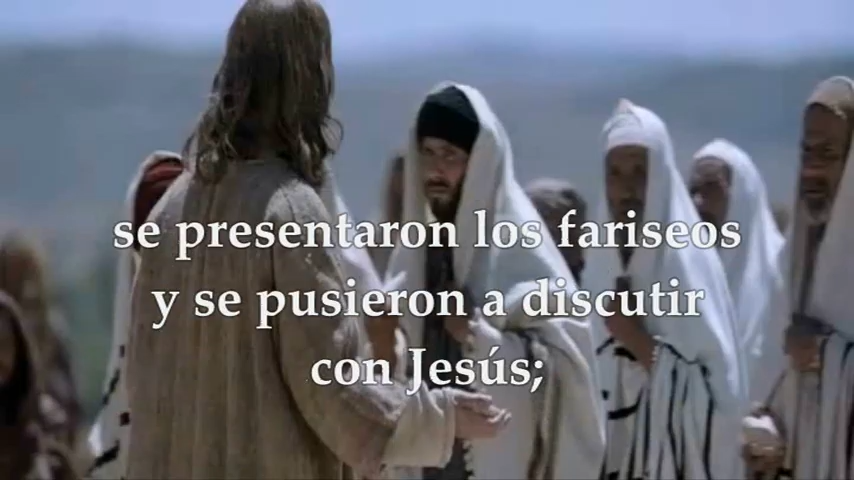 se presentaron los fariseos
y se pusieron a discutir
con Jesús;